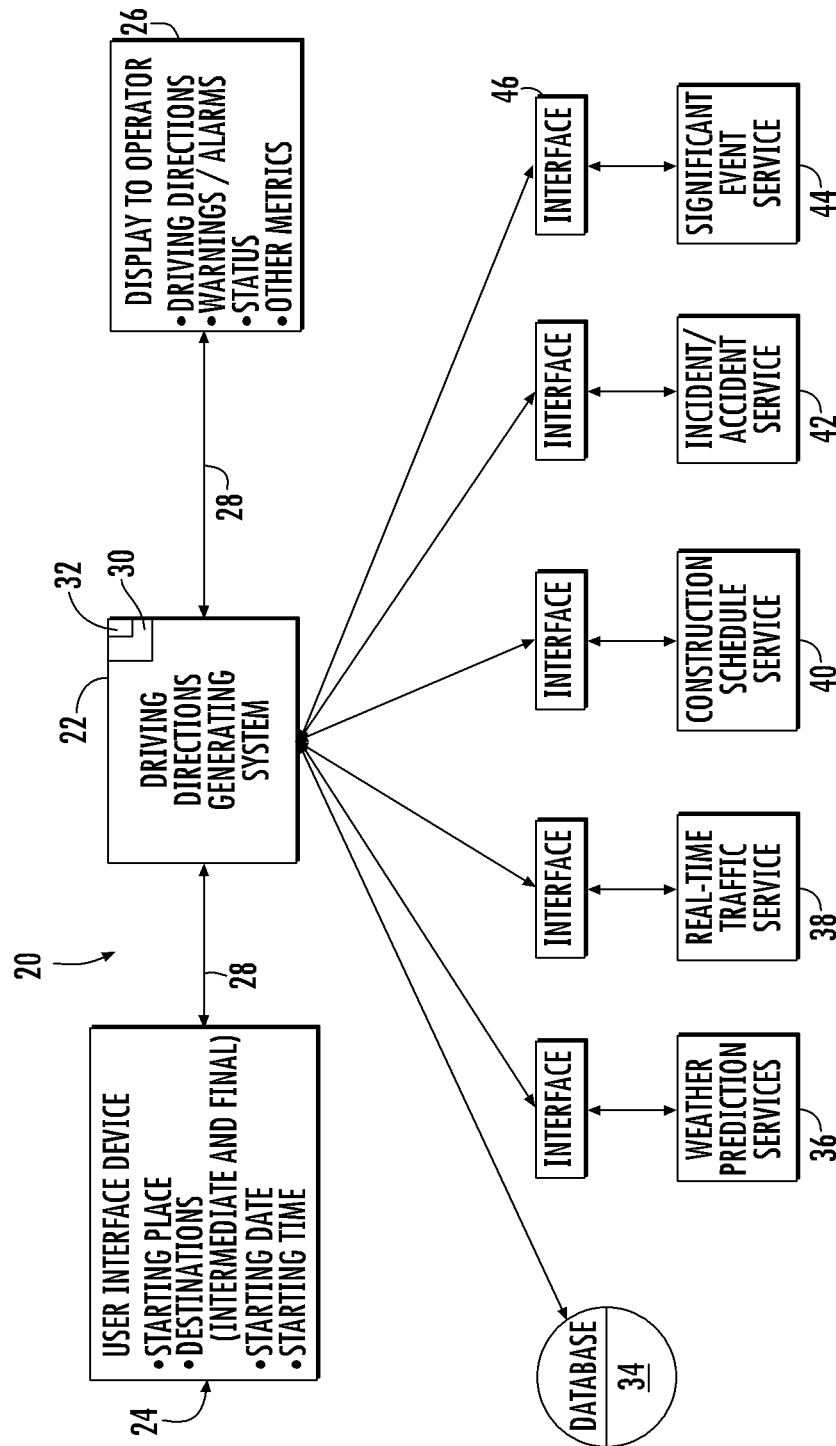 20
24
USER INTERFACE DEVICE
•STARTING PLACE
•DESTINATIONS
(INTERMEDIATE AND FINAL)
•STARTING DATE
•STARTING TIME
28
22
32
30
DRIVING
DIRECTIONS
GENERATING
SYSTEM
28
26
DISPLAY TO OPERATOR
•DRIVING DIRECTIONS
•WARNINGS / ALARMS
•STATUS
•OTHER METRICS
DATABASE
34
INTERFACE
INTERFACE
INTERFACE
INTERFACE
INTERFACE
46
WEATHER
PREDICTION
SERVICES
36
REAL-TIME
TRAFFIC
SERVICE
38
CONSTRUCTION
SCHEDULE
SERVICE
40
INCIDENT/
ACCIDENT
SERVICE
42
SIGNIFICANT
EVENT
SERVICE
44